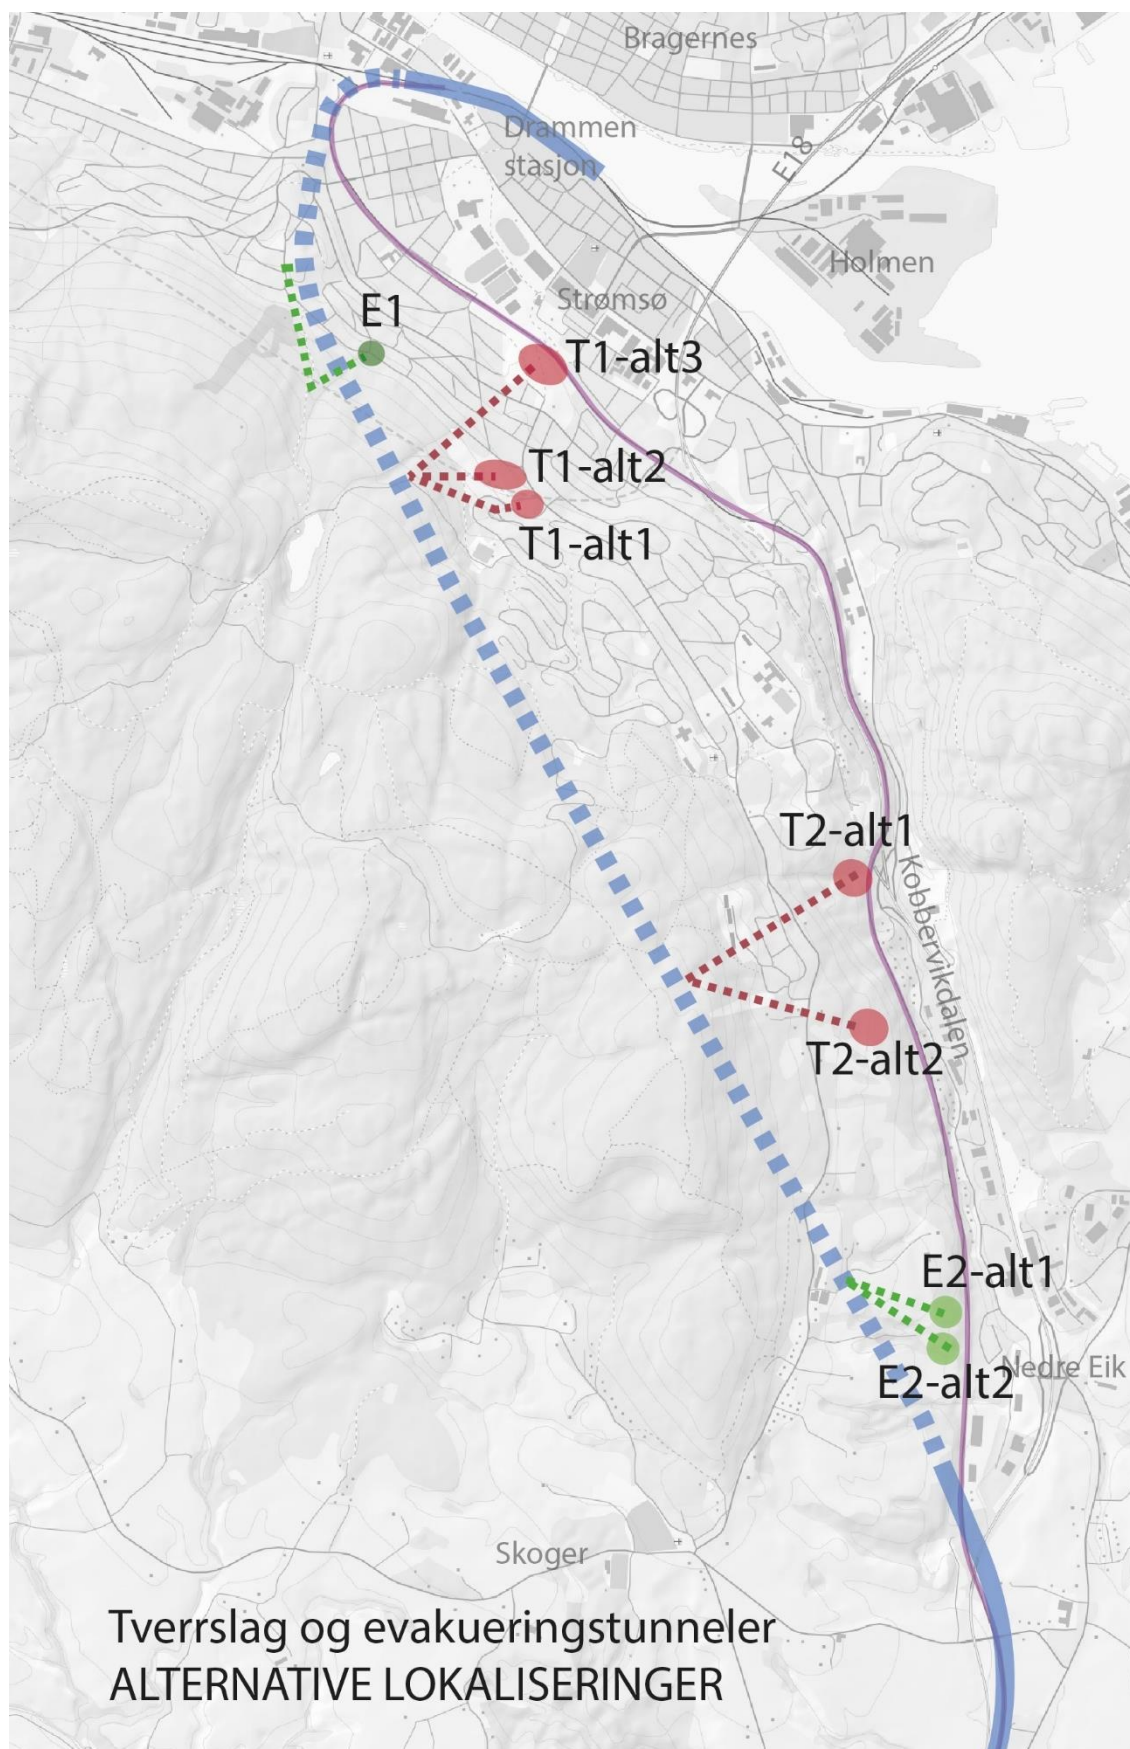 Bragernes
Drammen
stasjon
E18
Holmen
E1
Strømsø
T1-alt3
T1-alt2
T1-alt1
T2-alt1
Kobbervikdalen
T2-alt2
E2-alt1
Nedre Eik
E2-alt2
Skoger
Tverrslag og evakueringstunneler
ALTERNATIVE LOKALISERINGER